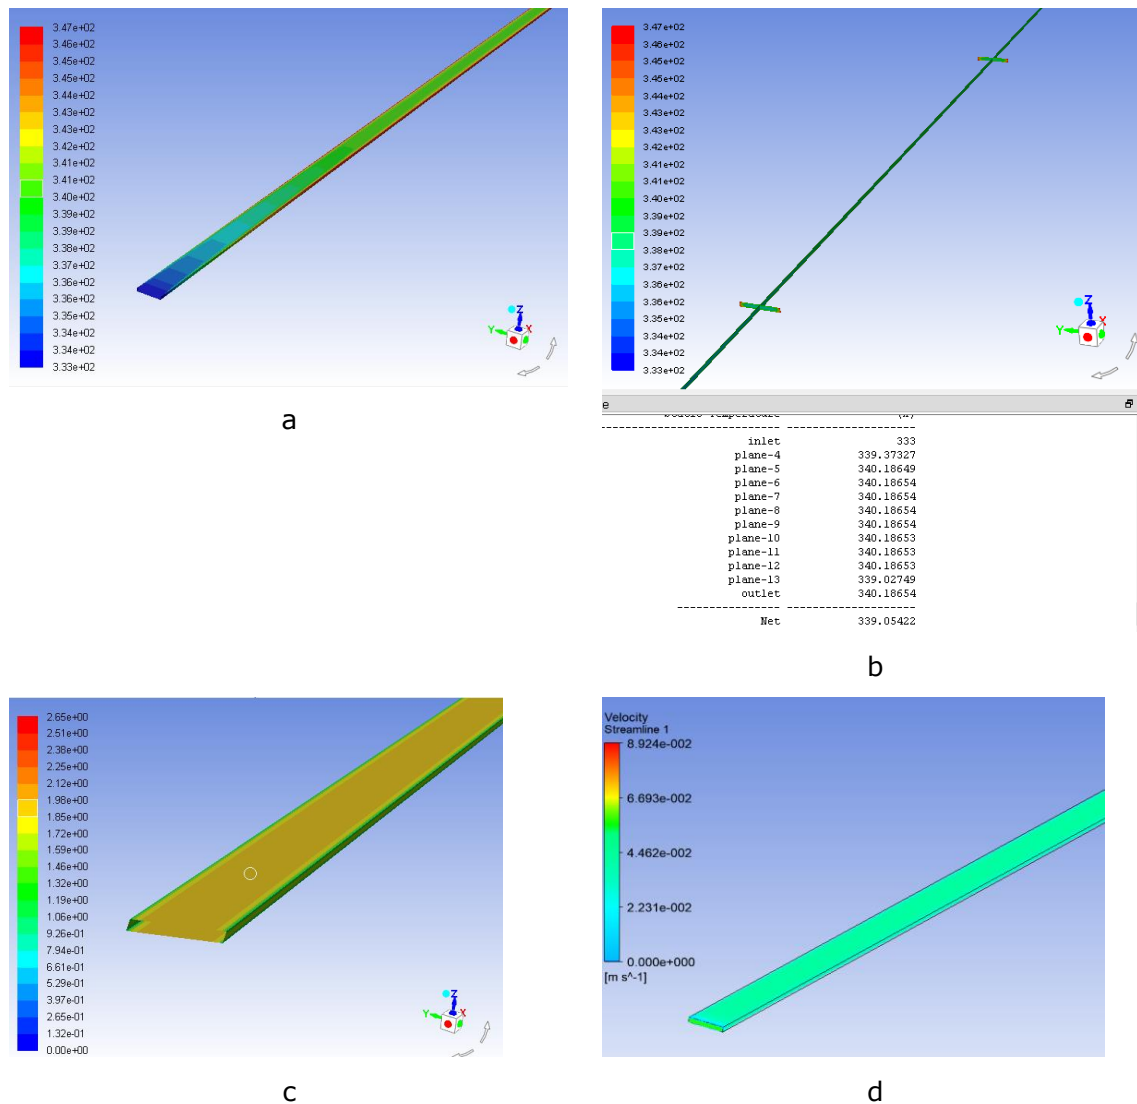 3.47e+02
3.46e+02
3.45e+02
3.44e+02
3.43e+02
3.43e+02
3.42e+02
3.41e+02
3.41e+02
3.40e+02
3.39e+02
3.39e+02
3.38e+02
3.37e+02
3.36e+02
3.36e+02
3.35e+02
3.34e+02
3.34e+02
3.33e+02
Z
Y
X
a
3.47e+02
3.46e+02
3.45e+02
3.45e+02
3.44e+02
3.43e+02
3.43e+02
3.42e+02
3.41e+02
3.40e+02
3.40e+02
3.39e+02
3.38e+02
3.38e+02
3.37e+02
3.36e+02
3.36e+02
3.35e+02
3.34e+02
3.34e+02
3.33e+02
Z
Y
X
e
Static Temperature (k)
inlet 333
plane-4 339.37327
plane-5 340.18649
plane-6 340.18654
plane-7 340.18654
plane-8 340.18654
plane-9 340.18654
plane-10 340.18653
plane-11 340.18653
plane-12 340.18653
plane-13 339.02749
outlet 340.18654
Net 339.05422
b
2.65e+00
2.51e+00
2.38e+00
2.25e+00
2.12e+00
1.98e+00
1.85e+00
1.72e+00
1.59e+00
1.46e+00
1.32e+00
1.19e+00
1.06e+00
9.26e-01
7.94e-01
6.61e-01
5.29e-01
3.97e-01
2.65e-01
1.32e-01
0.00e+00
Z
Y
X
c
Velocity
Streamline 1
8.924e-002
6.693e-002
4.462e-002
2.231e-002
0.000e+000
[m s^-1]
d